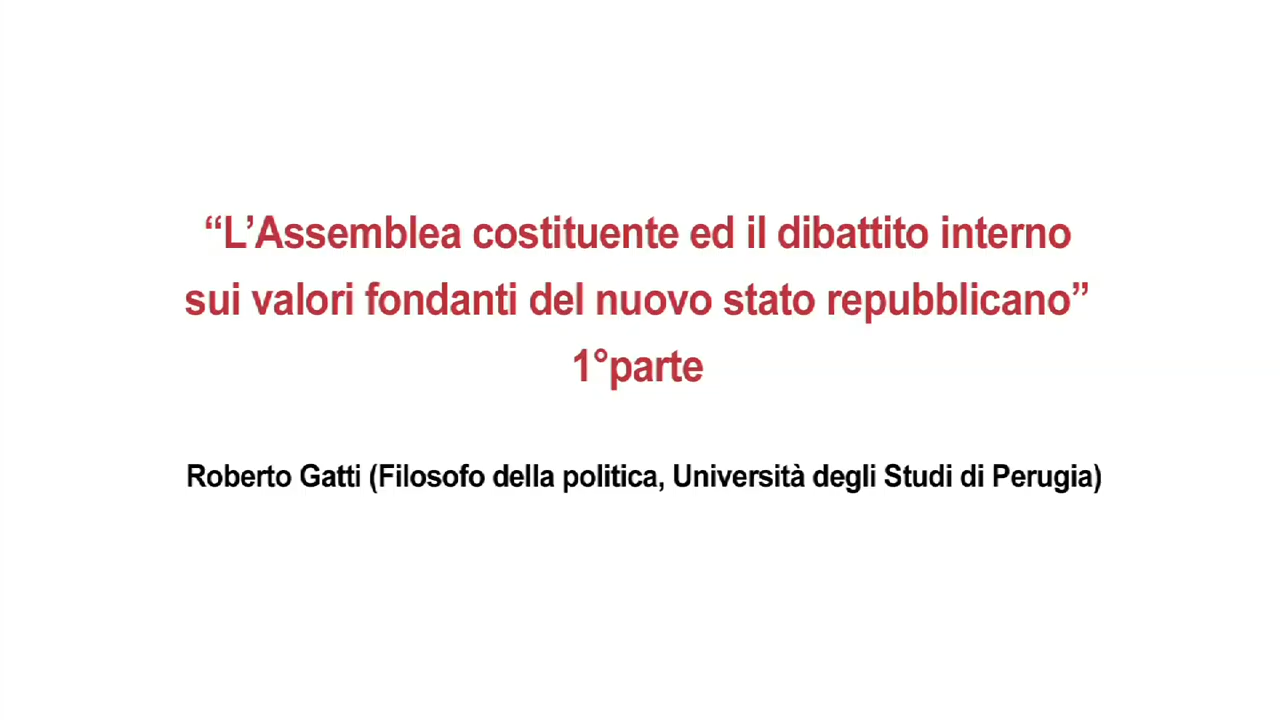 “L’Assemblea costituente ed il dibattito interno
sui valori fondanti del nuovo stato repubblicano”
1°parte
Roberto Gatti (Filosofo della politica, Università degli Studi di Perugia)